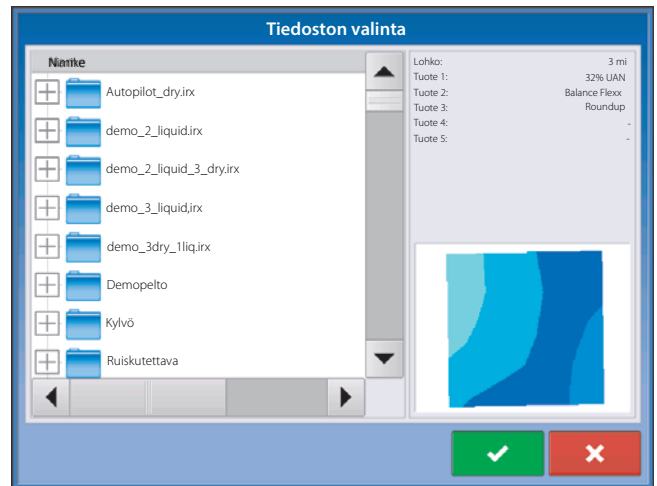 Tiedoston valinta
Autopilot_dry.irx
demo_2_liquid.irx
demo_2_liquid_3_dry.irx
demo_3_liquid,irx
demo_3dry_1liq.irx
Demopelto
Kylvö
Ruiskutettava
Lohko: 3 mi
Tuote 1: 32% UAN
Tuote 2: Balance Flexx
Tuote 3: Roundup
Tuote 4: -
Tuote 5: -